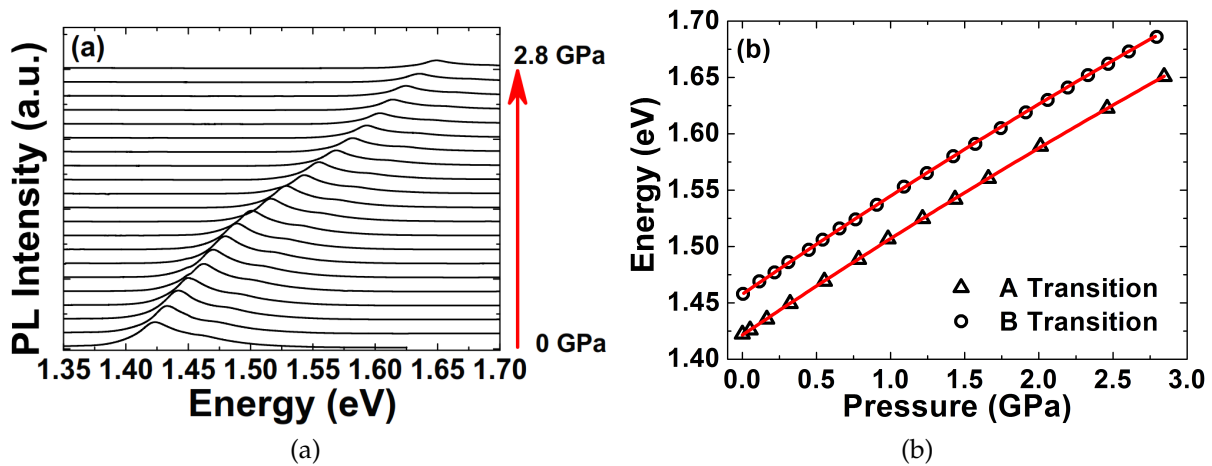 (a)
PL Intensity (a.u.)
2.8 GPa
0 GPa
1.35 1.40 1.45 1.50 1.55 1.60 1.65 1.70
Energy (eV)
(a)
(b)
Energy (eV)
1.70
1.65
1.60
1.55
1.50
1.45
1.40
A Transition
B Transition
0.0 0.5 1.0 1.5 2.0 2.5 3.0
Pressure (GPa)
(b)